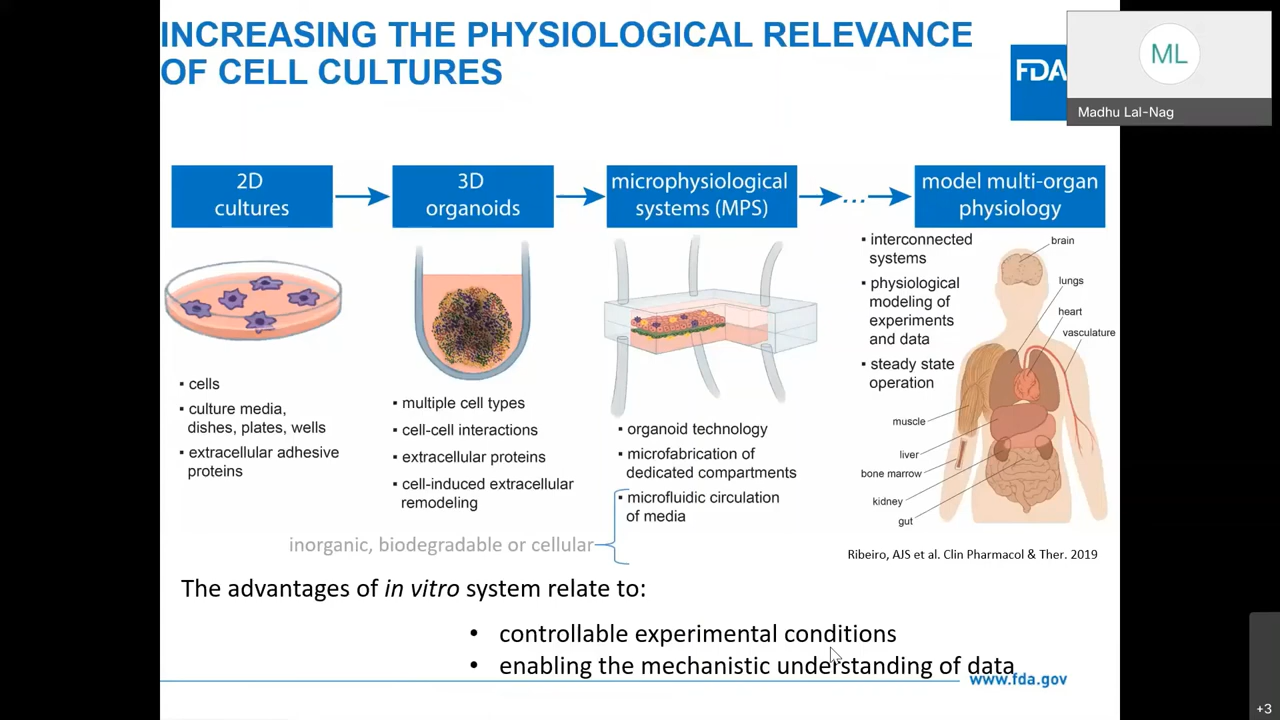 INCREASING THE PHYSIOLOGICAL RELEVANCE
OF CELL CULTURES
FDA
ML
Madhu Lal-Nag
2D
cultures
3D
organoids
microphysiological
systems (MPS)
...
model multi-organ
physiology
▪ cells
▪ culture media,
dishes, plates, wells
▪ extracellular adhesive
proteins
▪ multiple cell types
▪ cell-cell interactions
▪ extracellular proteins
▪ cell-induced extracellular
remodeling
▪ organoid technology
▪ microfabrication of
dedicated compartments
▪ microfluidic circulation
of media
inorganic, biodegradable or cellular
▪ interconnected
systems
▪ physiological
modeling of
experiments
and data
▪ steady state
operation
brain
lungs
heart
vasculature
muscle
liver
bone marrow
kidney
gut
Ribeiro, AJS et al. Clin Pharmacol & Ther. 2019
The advantages of in vitro system relate to:
• controllable experimental conditions
• enabling the mechanistic understanding of data
www.fda.gov
+3